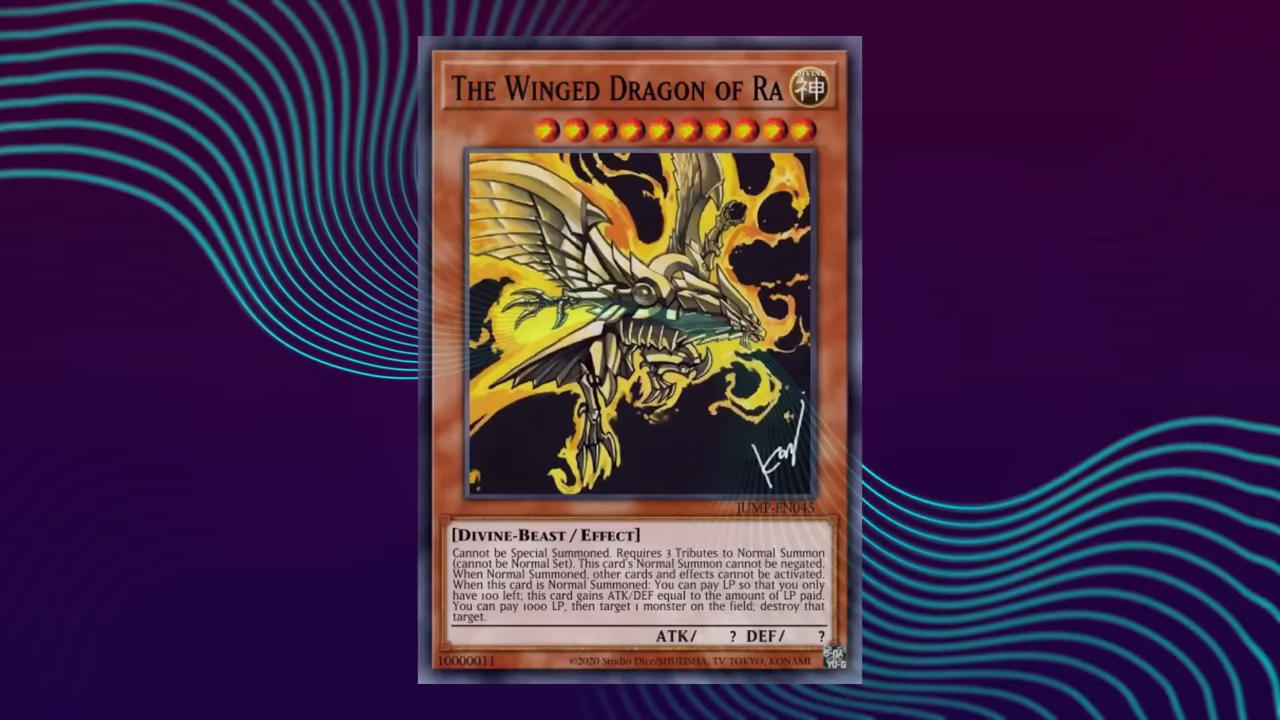 THE WINGED DRAGON OF RA
DIVINE
神
JUMP-EN045
[DIVINE-BEAST / EFFECT]
Cannot be Special Summoned. Requires 3 Tributes to Normal Summon
(cannot be Normal Set). This card's Normal Summon cannot be negated.
When Normal Summoned, other cards and effects cannot be activated.
When this card is Normal Summoned: You can pay LP so that you only
have 100 left; this card gains ATK/DEF equal to the amount of LP paid.
You can pay 1000 LP, then target 1 monster on the field; destroy that
target.
ATK/ ? DEF/ ?
10000011 ©2020 Studio Dice/SHUEISHA, TV TOKYO, KONAMI